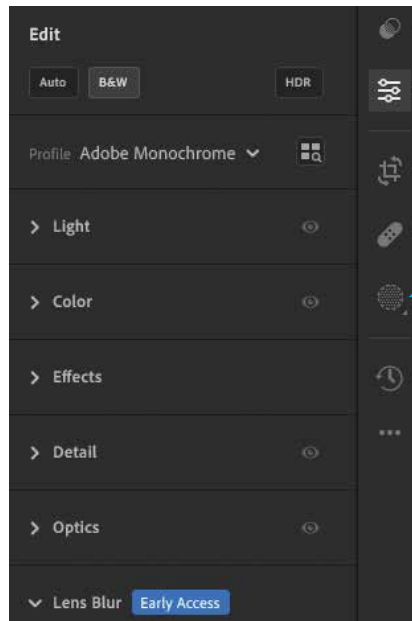 Edit
Auto B&W HDR
Profile Adobe Monochrome
Light
Color
Effects
Detail
Optics
Lens Blur Early Access